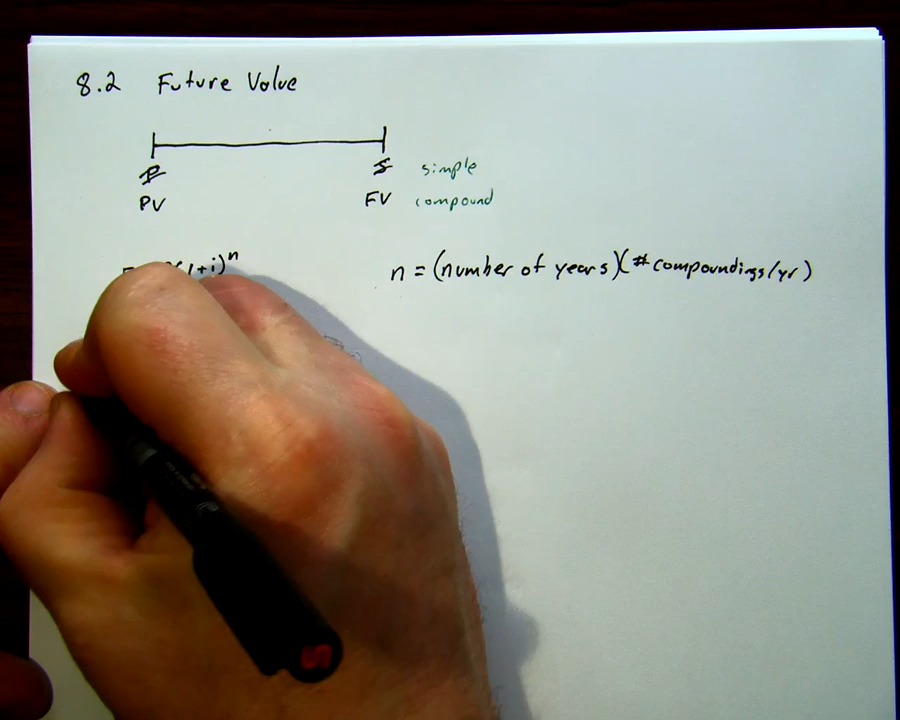 8.2 Future Value
P S simple
PV FV compound
+i)^n n = (number of years)(# compoundings/yr)